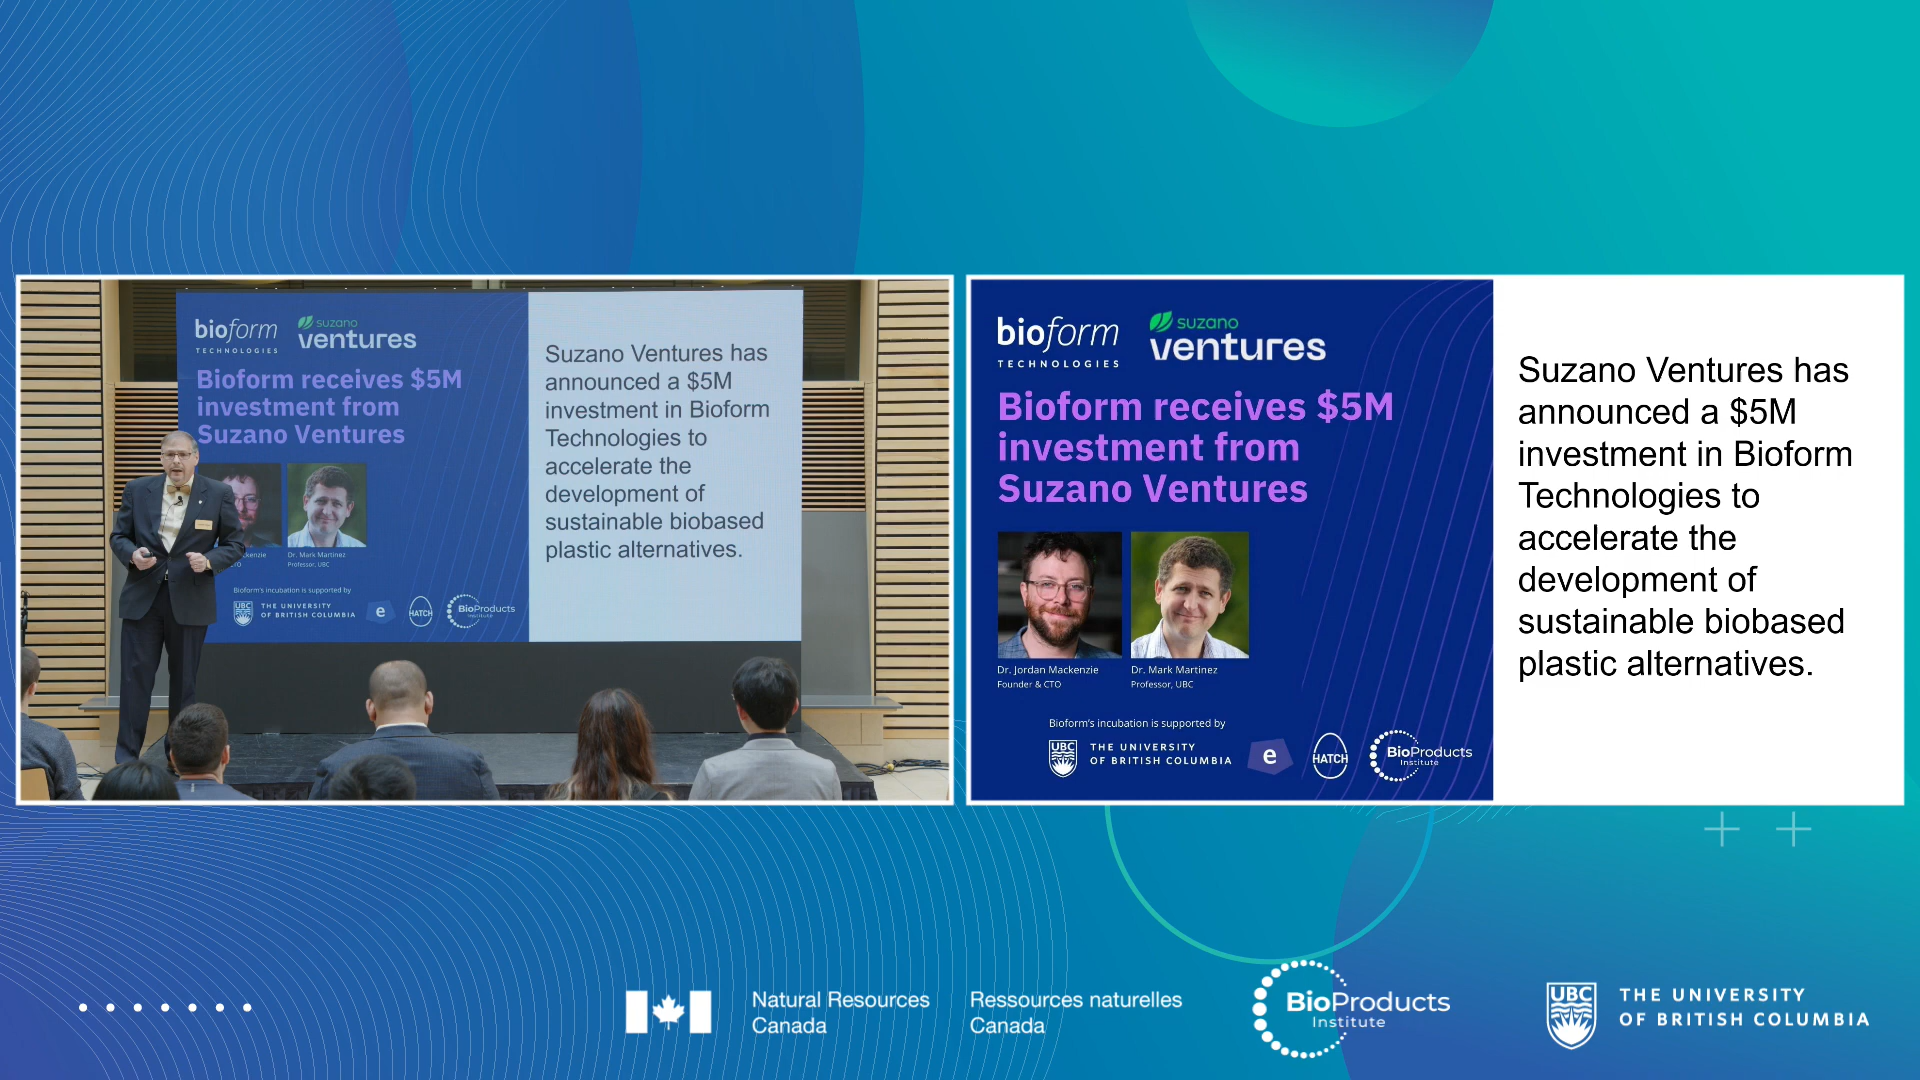 bioform
TECHNOLOGIES
suzano
ventures
Bioform receives $5M
investment from
Suzano Ventures
ckenzie
Dr. Mark Martinez
Professor, UBC
Bioform's incubation is supported by
UBC
THE UNIVERSITY
OF BRITISH COLUMBIA
e
HATCH
BioProducts
Institute
Suzano Ventures has
announced a $5M
investment in Bioform
Technologies to
accelerate the
development of
sustainable biobased
plastic alternatives.
bioform
TECHNOLOGIES
suzano
ventures
Bioform receives $5M
investment from
Suzano Ventures
Dr. Jordan Mackenzie
Founder & CTO
Dr. Mark Martinez
Professor, UBC
Bioform's incubation is supported by
UBC
THE UNIVERSITY
OF BRITISH COLUMBIA
e
HATCH
BioProducts
Institute
Suzano Ventures has
announced a $5M
investment in Bioform
Technologies to
accelerate the
development of
sustainable biobased
plastic alternatives.
Natural Resources
Canada
Ressources naturelles
Canada
BioProducts
Institute
UBC
THE UNIVERSITY
OF BRITISH COLUMBIA